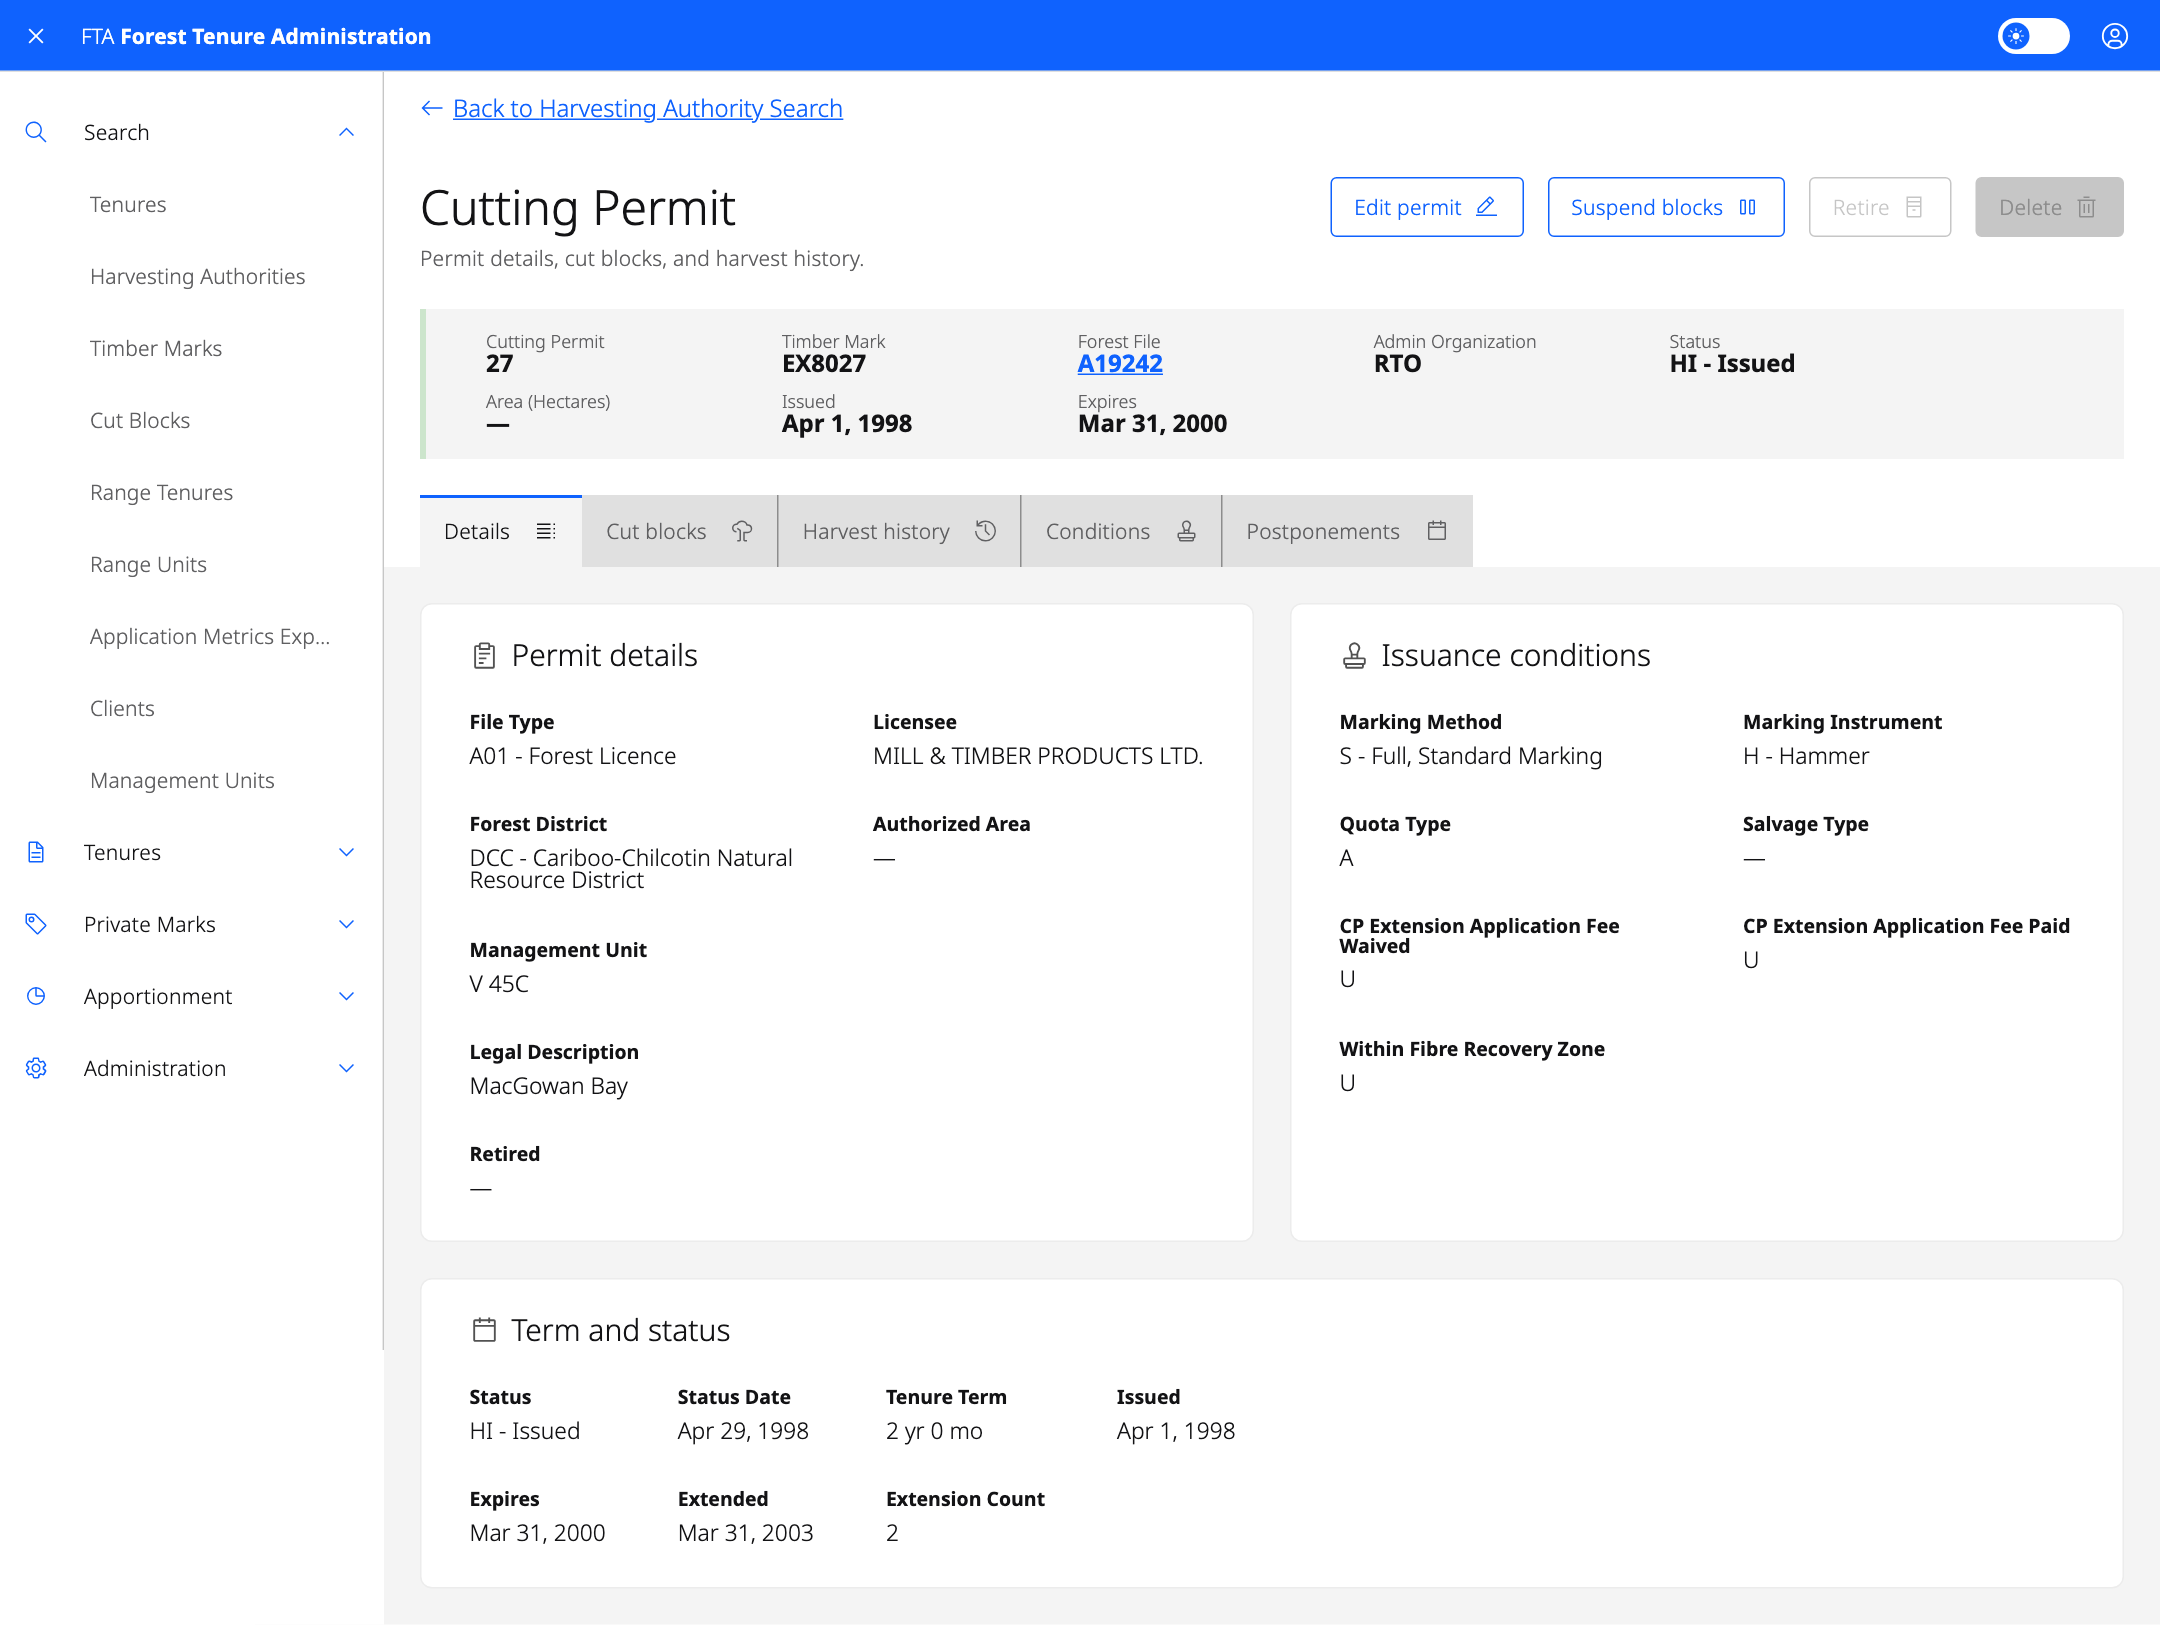 FTA Forest Tenure Administration
Search
Tenures
Harvesting Authorities
Timber Marks
Cut Blocks
Range Tenures
Range Units
Application Metrics Exp...
Clients
Management Units
Tenures
Private Marks
Apportionment
Administration
Back to Harvesting Authority Search
Cutting Permit
Permit details, cut blocks, and harvest history.
Edit permit
Suspend blocks
Retire
Delete
Cutting Permit
27
Timber Mark
EX8027
Forest File
A19242
Admin Organization
RTO
Status
HI - Issued
Area (Hectares)
—
Issued
Apr 1, 1998
Expires
Mar 31, 2000
Details
Cut blocks
Harvest history
Conditions
Postponements
Permit details
File Type
A01 - Forest Licence
Licensee
MILL & TIMBER PRODUCTS LTD.
Forest District
DCC - Cariboo-Chilcotin Natural
Resource District
Authorized Area
—
Management Unit
V 45C
Legal Description
MacGowan Bay
Retired
—
Issuance conditions
Marking Method
S - Full, Standard Marking
Marking Instrument
H - Hammer
Quota Type
A
Salvage Type
—
CP Extension Application Fee
Waived
U
CP Extension Application Fee Paid
U
Within Fibre Recovery Zone
U
Term and status
Status
HI - Issued
Status Date
Apr 29, 1998
Tenure Term
2 yr 0 mo
Issued
Apr 1, 1998
Expires
Mar 31, 2000
Extended
Mar 31, 2003
Extension Count
2